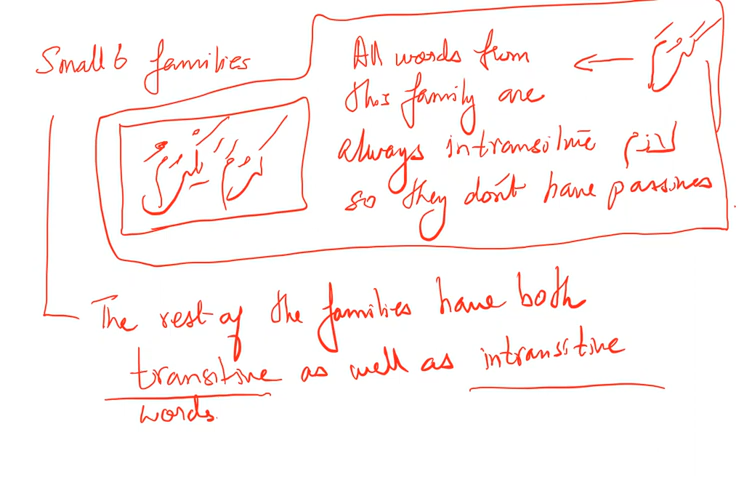 Small 6 families
كَرُمَ يَكْرُمُ
All words from ← كَرُمَ
this family are
always intransitive لازم
so they don't have passives
The rest of the families have both
transitive as well as intransitive
words.